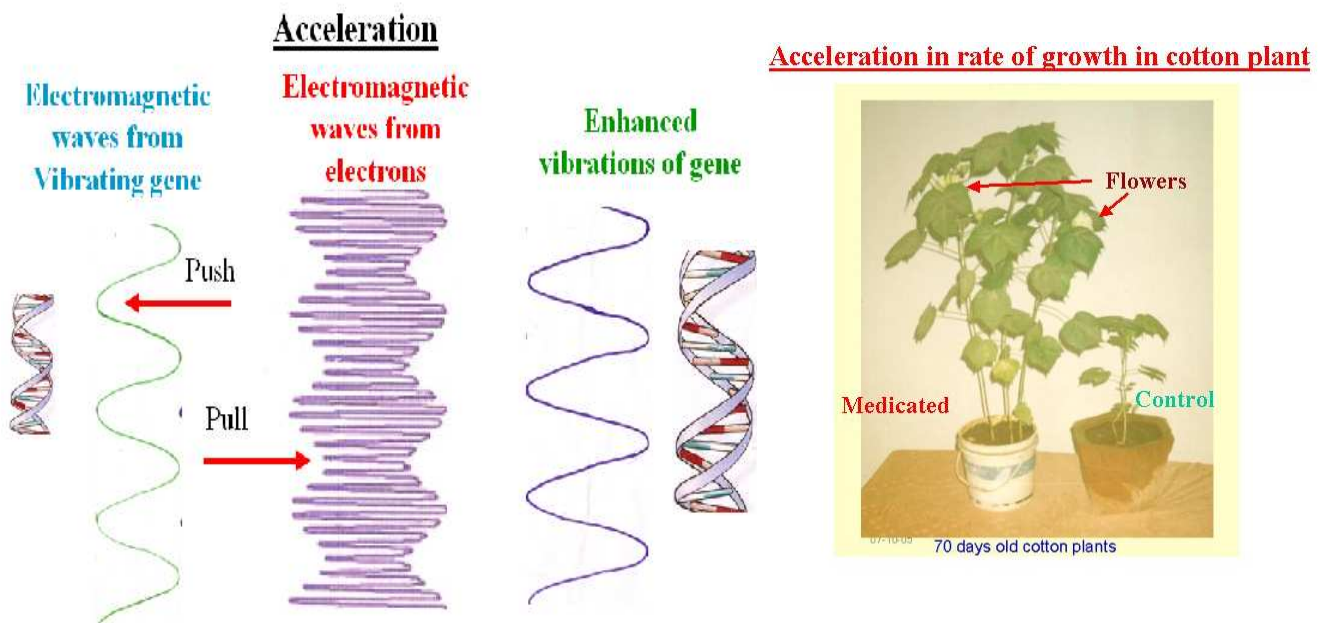 Acceleration
Electromagnetic
waves from
Vibrating gene
Electromagnetic
waves from
electrons
Enhanced
vibrations of gene
Push
Pull
Acceleration in rate of growth in cotton plant
Flowers
Medicated
Control
70 days old cotton plants